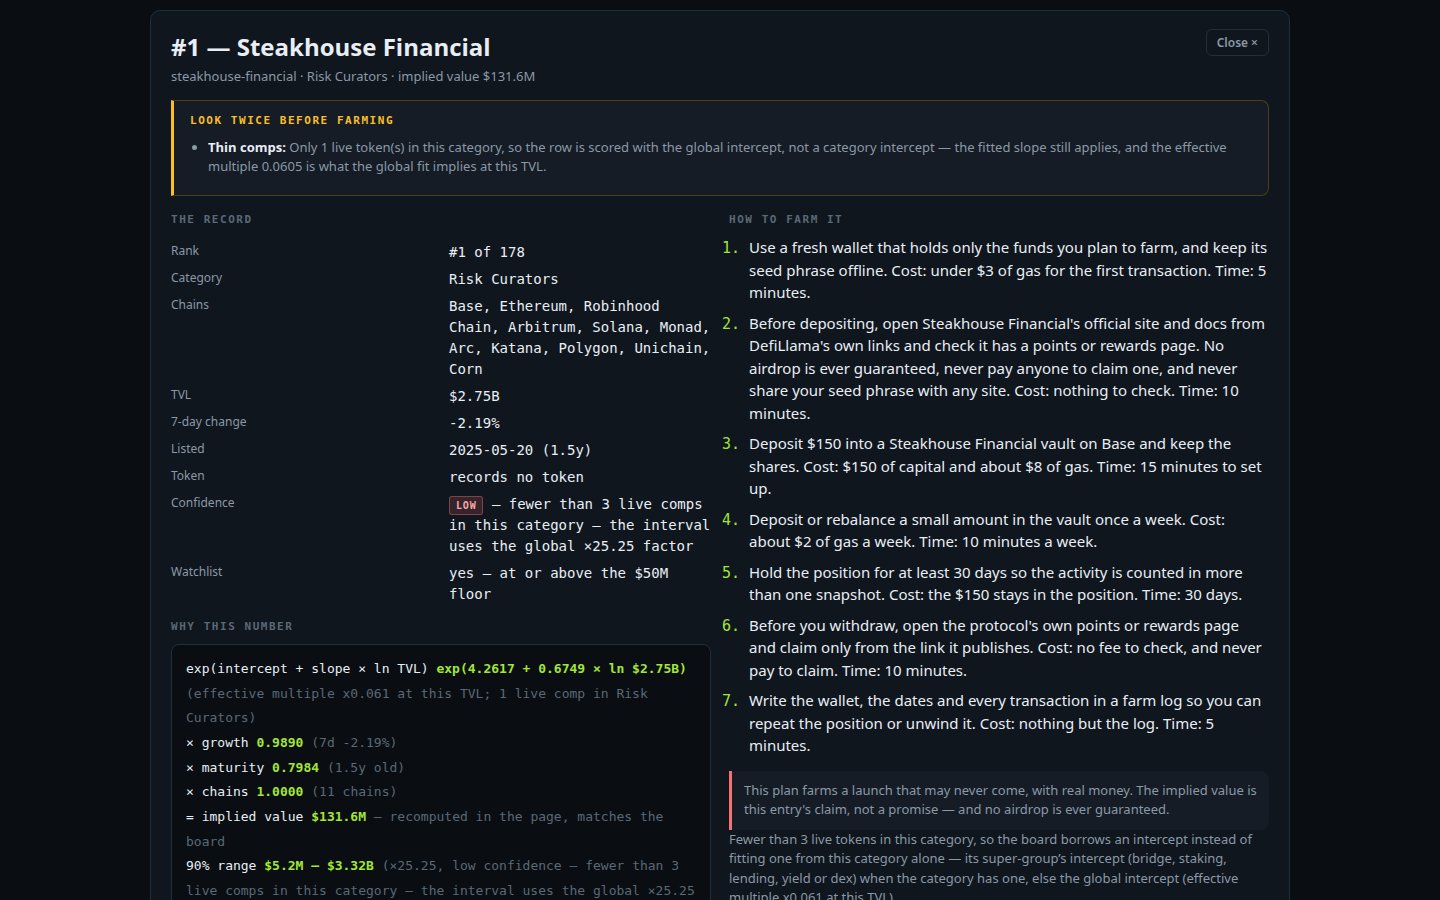 #1 — Steakhouse Financial
Close ×
steakhouse-financial · Risk Curators · implied value $131.6M
LOOK TWICE BEFORE FARMING
Thin comps: Only 1 live token(s) in this category, so the row is scored with the global intercept, not a category intercept — the fitted slope still applies, and the effective
multiple 0.0605 is what the global fit implies at this TVL.
THE RECORD
Rank
#1 of 178
Category
Risk Curators
Chains
Base, Ethereum, Robinhood
Chain, Arbitrum, Solana, Monad,
Arc, Katana, Polygon, Unichain,
Corn
TVL
$2.75B
7-day change
-2.19%
Listed
2025-05-20 (1.5y)
Token
records no token
Confidence
LOW — fewer than 3 live comps
in this category — the interval
uses the global ×25.25 factor
Watchlist
yes — at or above the $50M
floor
WHY THIS NUMBER
exp(intercept + slope × ln TVL) exp(4.2617 + 0.6749 × ln $2.75B)
(effective multiple x0.061 at this TVL; 1 live comp in Risk
Curators)
× growth 0.9890 (7d -2.19%)
× maturity 0.7984 (1.5y old)
× chains 1.0000 (11 chains)
= implied value $131.6M — recomputed in the page, matches the
board
90% range $5.2M — $3.32B (×25.25, low confidence — fewer than 3
live comps in this category — the interval uses the global ×25.25
HOW TO FARM IT
1. Use a fresh wallet that holds only the funds you plan to farm, and keep its
seed phrase offline. Cost: under $3 of gas for the first transaction. Time: 5
minutes.
2. Before depositing, open Steakhouse Financial's official site and docs from
DefiLlama's own links and check it has a points or rewards page. No
airdrop is ever guaranteed, never pay anyone to claim one, and never
share your seed phrase with any site. Cost: nothing to check. Time: 10
minutes.
3. Deposit $150 into a Steakhouse Financial vault on Base and keep the
shares. Cost: $150 of capital and about $8 of gas. Time: 15 minutes to set
up.
4. Deposit or rebalance a small amount in the vault once a week. Cost:
about $2 of gas a week. Time: 10 minutes a week.
5. Hold the position for at least 30 days so the activity is counted in more
than one snapshot. Cost: the $150 stays in the position. Time: 30 days.
6. Before you withdraw, open the protocol's own points or rewards page
and claim only from the link it publishes. Cost: no fee to check, and never
pay to claim. Time: 10 minutes.
7. Write the wallet, the dates and every transaction in a farm log so you can
repeat the position or unwind it. Cost: nothing but the log. Time: 5
minutes.
This plan farms a launch that may never come, with real money. The implied value is
this entry's claim, not a promise — and no airdrop is ever guaranteed.
Fewer than 3 live tokens in this category, so the board borrows an intercept instead of
fitting one from this category alone — its super-group's intercept (bridge, staking,
lending, yield or dex) when the category has one, else the global intercept (effective
multiple x0.061 at this TVL)